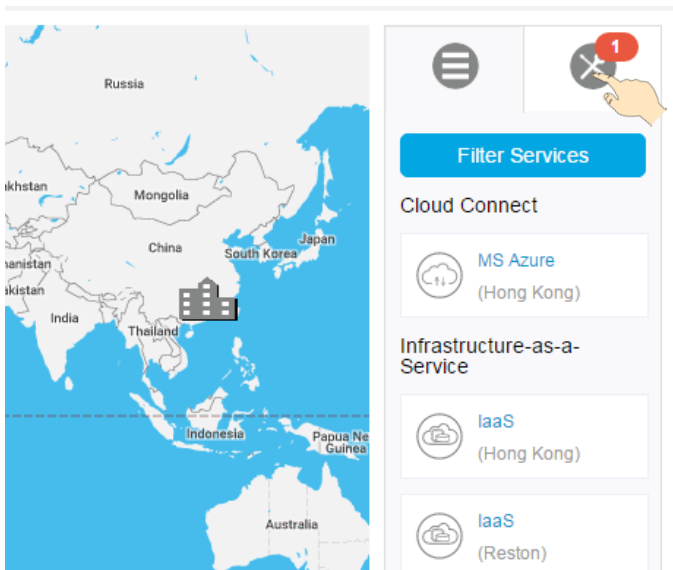 Russia
akhstan
Mongolia
China
Japan
South Korea
anistan
akistan
India
Thailand
Indonesia
Papua Ne
Guinea
Australia
1
Filter Services
Cloud Connect
MS Azure
(Hong Kong)
Infrastructure-as-a-
Service
IaaS
(Hong Kong)
IaaS
(Reston)